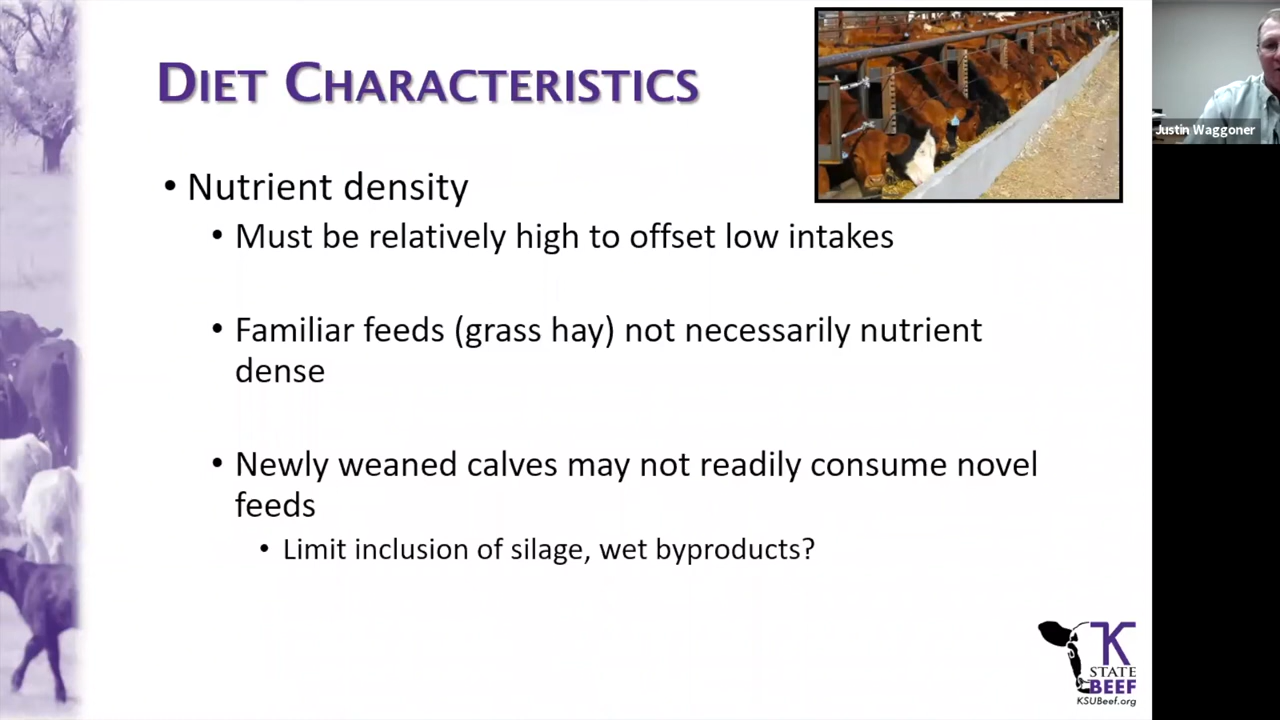 DIET CHARACTERISTICS
Justin Waggoner
• Nutrient density
• Must be relatively high to offset low intakes
• Familiar feeds (grass hay) not necessarily nutrient
dense
• Newly weaned calves may not readily consume novel
feeds
• Limit inclusion of silage, wet byproducts?
K
STATE
BEEF
KSUBeef.org